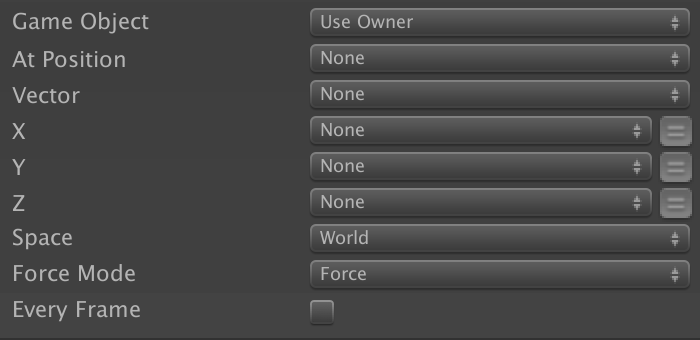 Game Object Use Owner
At Position None
Vector None
X None
Y None
Z None
Space World
Force Mode Force
Every Frame